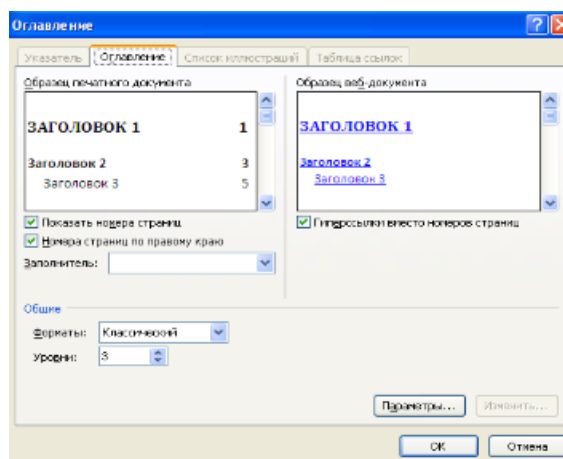 Оглавление
Указатель Оглавление Список иллюстраций Таблица ссылок
Образец печатного документа
ЗАГОЛОВОК 1 1
Заголовок 2 3
Заголовок 3 5
Показать номера страниц
Номера страниц по правому краю
Заполнитель:
Образец веб-документа
ЗАГОЛОВОК 1
Заголовок 2
Заголовок 3
Гиперссылки вместо номеров страниц
Общие
Форматы: Классический
Уровни: 3
Параметры... Изменить...
ОК Отмена